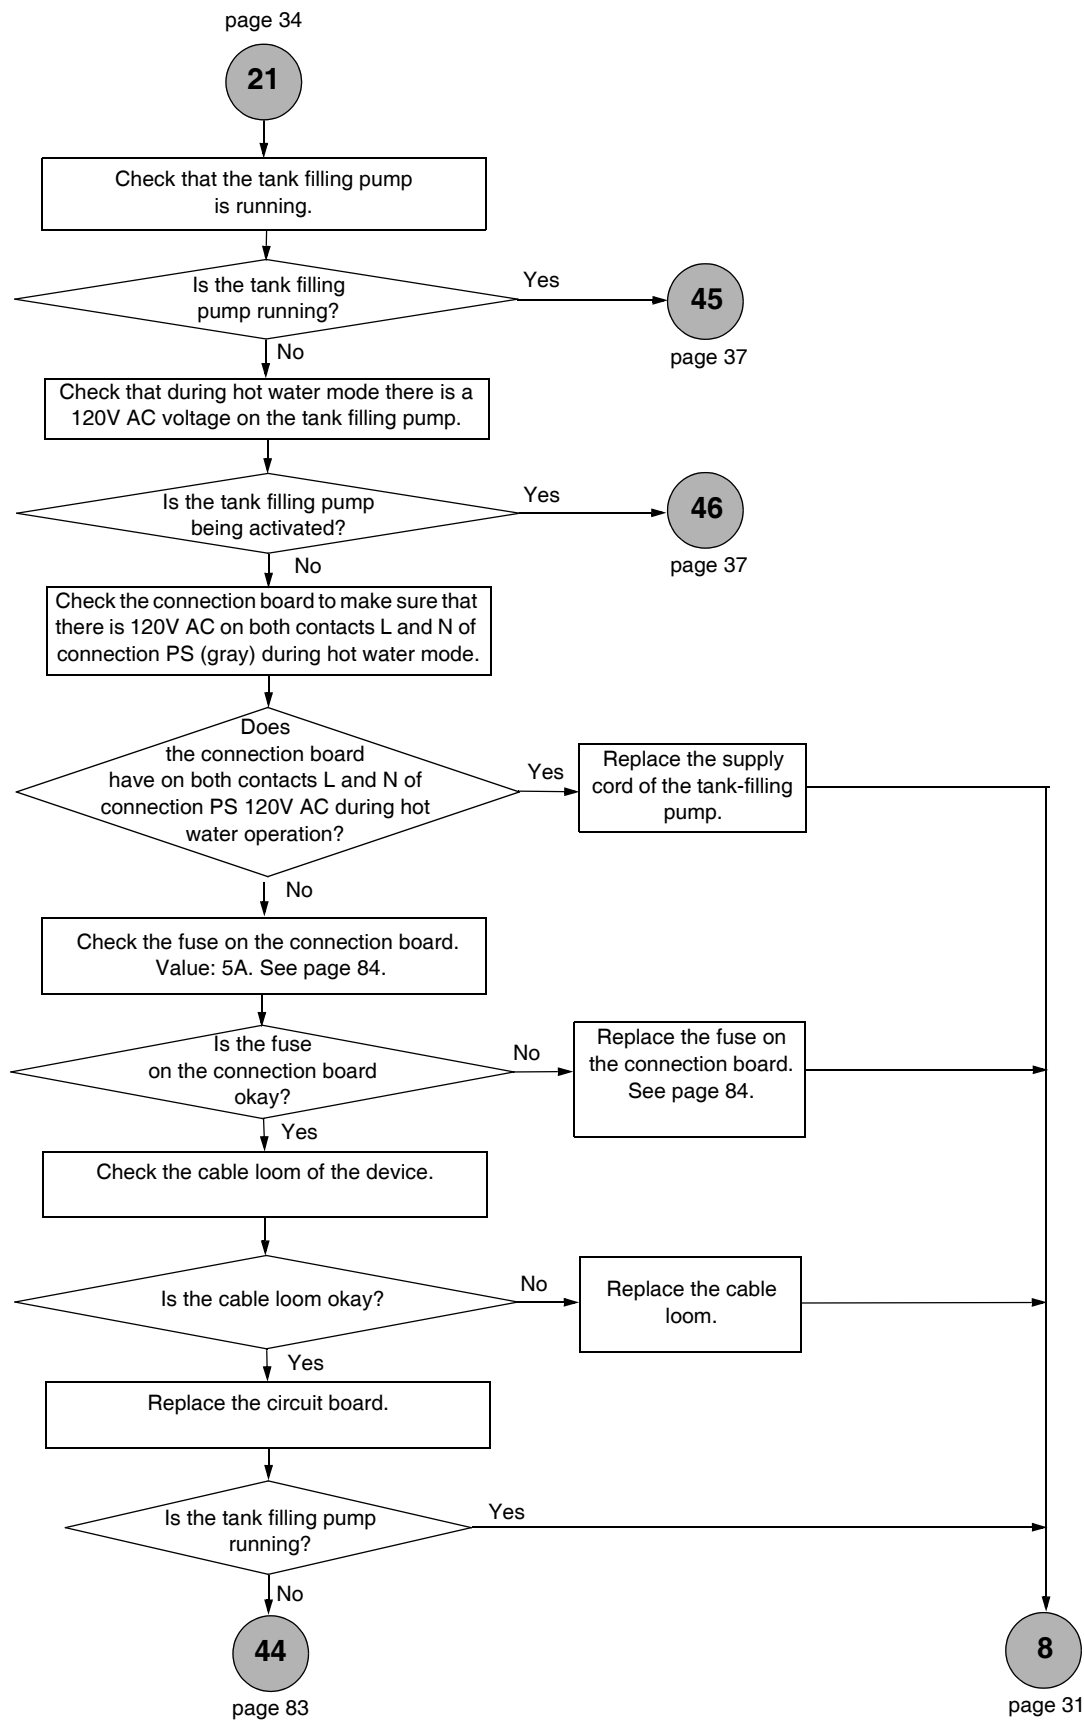 page 34
21
Check that the tank filling pump
is running.
Is the tank filling
pump running?
Yes
45
page 37
No
Check that during hot water mode there is a
120V AC voltage on the tank filling pump.
Is the tank filling pump
being activated?
Yes
46
page 37
No
Check the connection board to make sure that
there is 120V AC on both contacts L and N of
connection PS (gray) during hot water mode.
Does
the connection board
have on both contacts L and N of
connection PS 120V AC during hot
water operation?
Yes
Replace the supply
cord of the tank-filling
pump.
No
Check the fuse on the connection board.
Value: 5A. See page 84.
Is the fuse
on the connection board
okay?
No
Replace the fuse on
the connection board.
See page 84.
Yes
Check the cable loom of the device.
Is the cable loom okay?
No
Replace the cable
loom.
Yes
Replace the circuit board.
Is the tank filling pump
running?
Yes
No
44
page 83
8
page 31